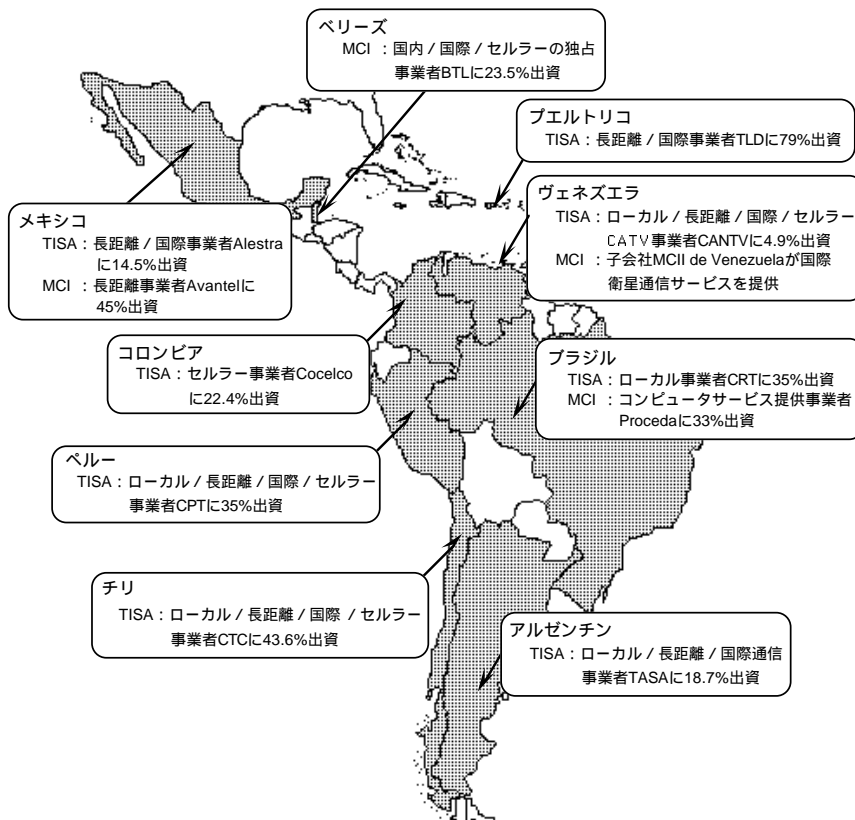 ベリーズ
MCI ：国内 / 国際 / セルラーの独占
事業者BTLに23.5%出資
プエルトリコ
TISA：長距離 / 国際事業者TLDに79%出資
ヴェネズエラ
TISA：ローカル / 長距離 / 国際 / セルラー
CATV事業者CANTVに4.9%出資
MCI ：子会社MCII de Venezuelaが国際
衛星通信サービスを提供
メキシコ
TISA：長距離 / 国際事業者Alestra
に14.5%出資
MCI ：長距離事業者Avantelに
45%出資
コロンビア
TISA：セルラー事業者Cocelco
に22.4%出資
ブラジル
TISA：ローカル事業者CRTに35%出資
MCI ：コンピュータサービス提供事業者
Procedaに33%出資
ペルー
TISA：ローカル / 長距離 / 国際 / セルラー
事業者CPTに35%出資
チリ
TISA：ローカル / 長距離 / 国際 / セルラー
事業者CTCに43.6%出資
アルゼンチン
TISA：ローカル / 長距離 / 国際通信
事業者TASAに18.7%出資